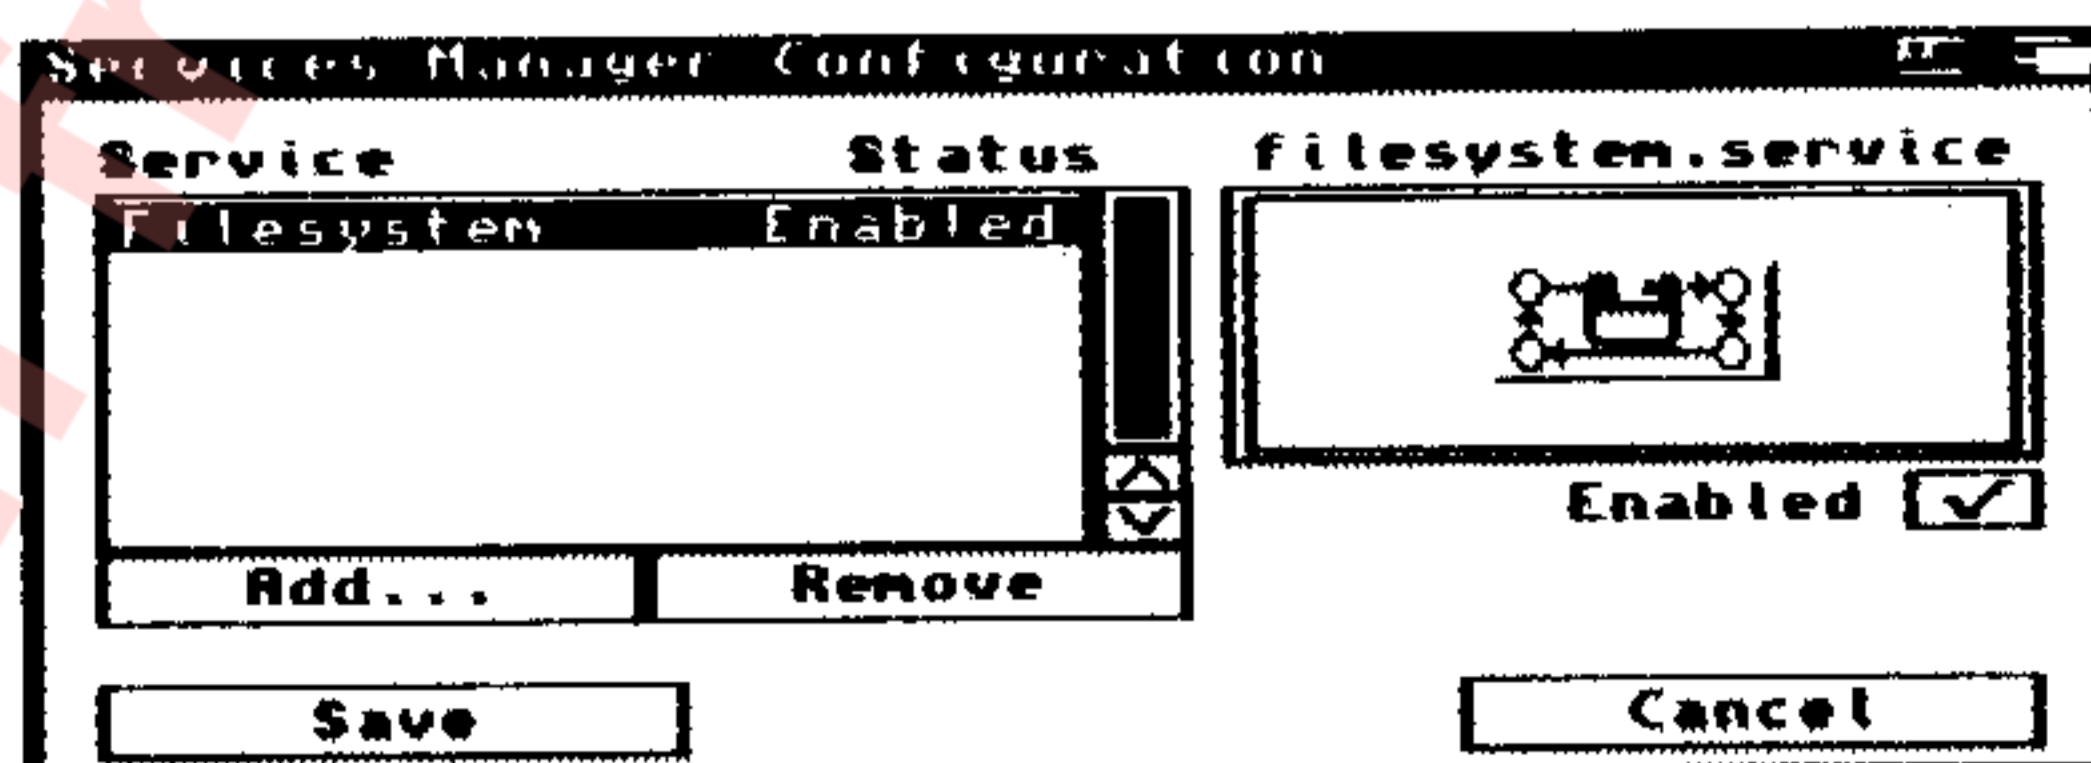 Services Manager Configuration
Service Status filesystem.service
Filesystem Enabled
Enabled
Add... Remove
Save Cancel